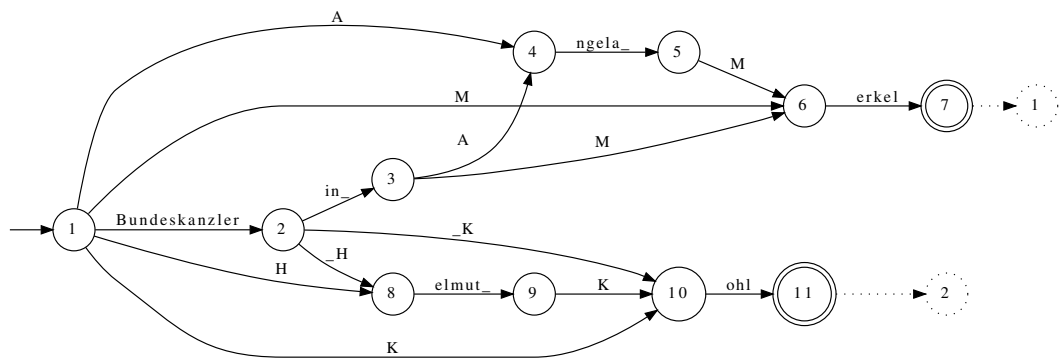 A
4 ngela_ 5
M
M
6 erkel 7 1
A
M
3
in_
1 Bundeskanzler 2
_K
_H
H
8 elmut_ 9 K 10 ohl 11 2
K